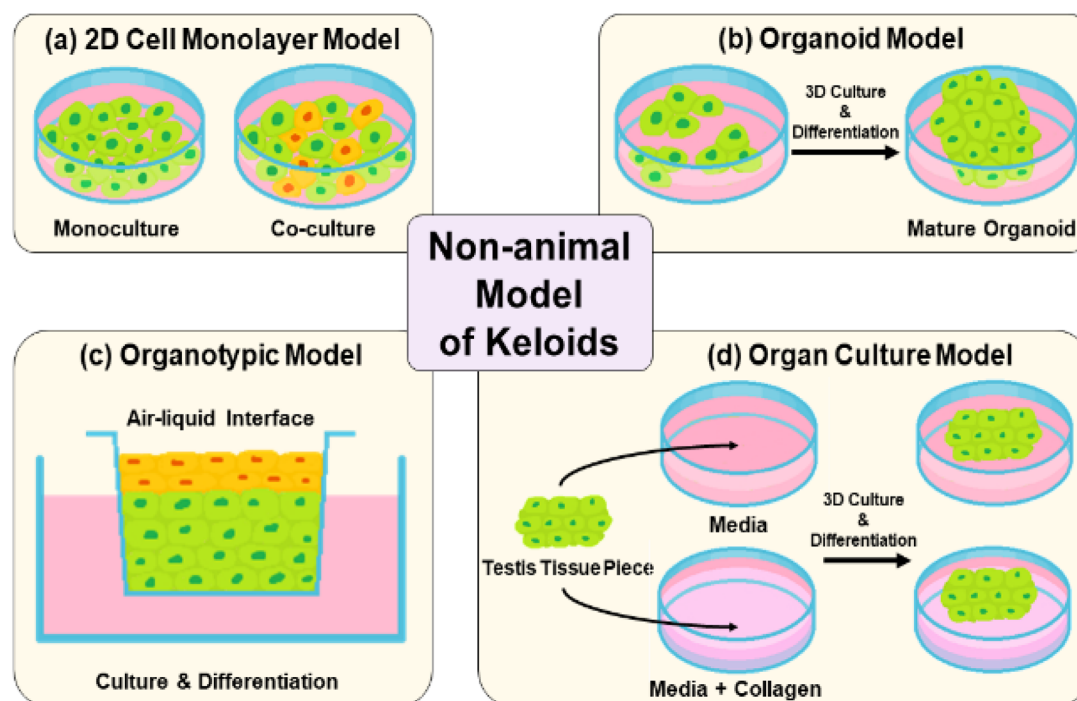 (a) 2D Cell Monolayer Model
Monoculture
Co-culture
(b) Organoid Model
3D Culture
&
Differentiation
Mature Organoid
Non-animal
Model
of Keloids
(c) Organotypic Model
Air-liquid Interface
Culture & Differentiation
(d) Organ Culture Model
Testis Tissue Piece
Media
Media + Collagen
3D Culture
&
Differentiation